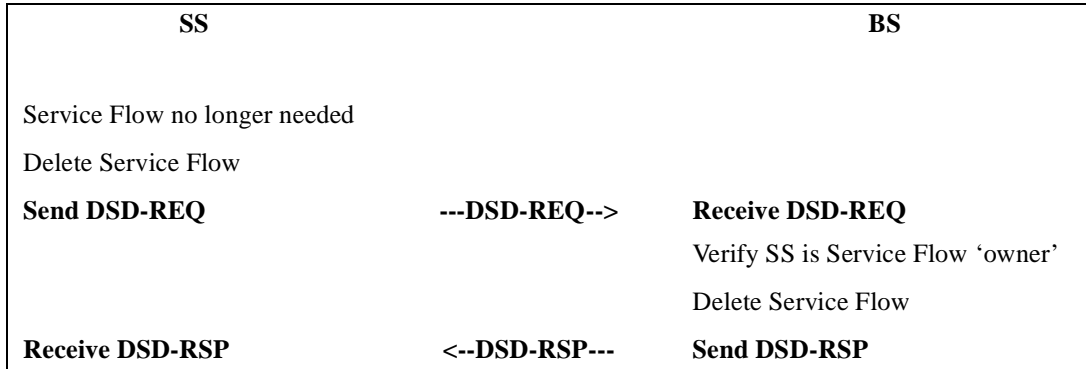 SS BS
Service Flow no longer needed
Delete Service Flow
Send DSD-REQ ---DSD-REQ--> Receive DSD-REQ
Verify SS is Service Flow ‘owner’
Delete Service Flow
Receive DSD-RSP <--DSD-RSP--- Send DSD-RSP